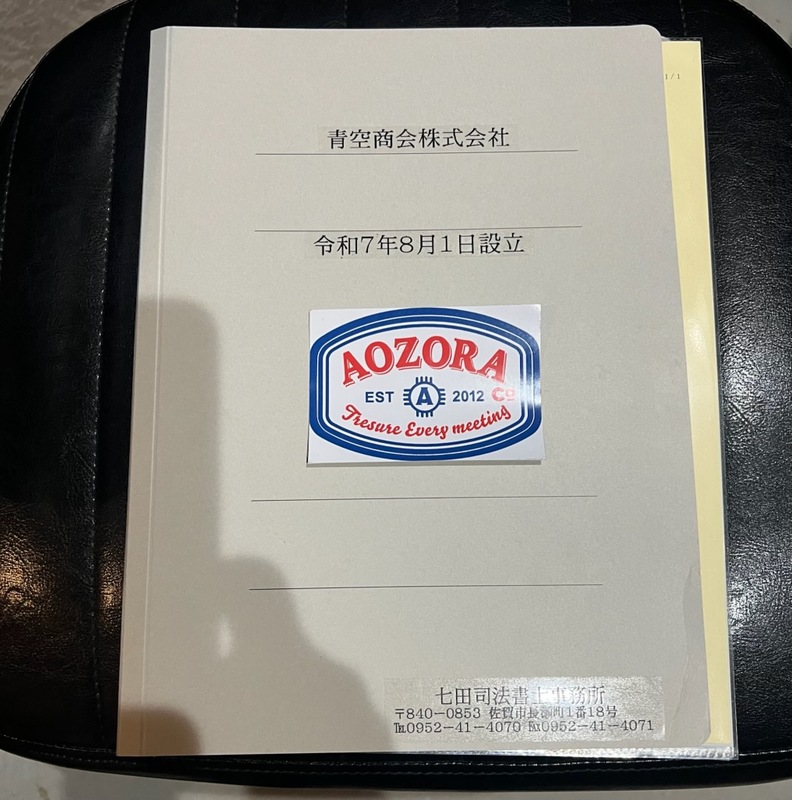 1/1
青空商会株式会社
令和7年8月1日設立
AOZORA
EST A 2012 Co
Tresure Every meeting
七田司法書士事務所
〒840-0853 佐賀市長瀬町1番18号
℡0952-41-4070 ℻0952-41-4071